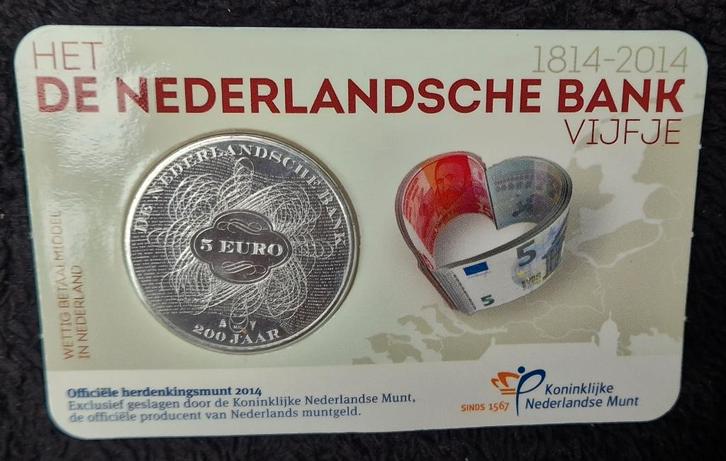 HET
1814-2014
DE NEDERLANDSCHE BANK
VIJFJE
DE NEDERLANDSCHE BANK
5 EURO
200 JAAR
5
EURO
5
WETTIG BETAALMIDDEL
IN NEDERLAND
Officiële herdenkingsmunt 2014
Exclusief geslagen door de Koninklijke Nederlandse Munt,
de officiële producent van Nederlands muntgeld.
SINDS 1567
Koninklijke
Nederlandse Munt